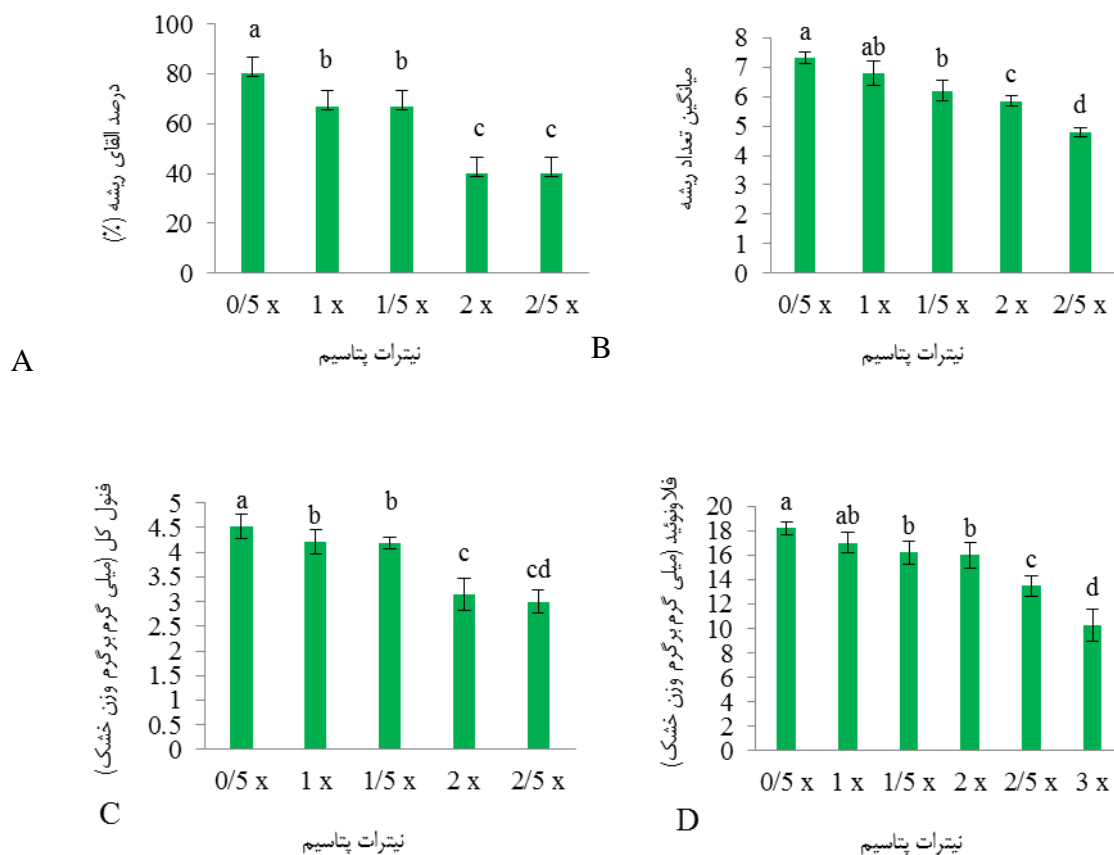 درصد القای ریشه (%)
100
80
60
40
20
0
a
b
b
c
c
0/5 x 1 x 1/5 x 2 x 2/5 x
نیترات پتاسیم
A
میانگین تعداد ریشه
8
7
6
5
4
3
2
1
0
a
ab
b
c
d
0/5 x 1 x 1/5 x 2 x 2/5 x
نیترات پتاسیم
B
فنول کل (میلی گرم برگرم وزن خشک)
5
4.5
4
3.5
3
2.5
2
1.5
1
0.5
0
a
b
b
c
cd
0/5 x 1 x 1/5 x 2 x 2/5 x
C
نیترات پتاسیم
فلاونوئید (میلی گرم برگرم وزن خشک)
20
18
16
14
12
10
8
6
4
2
0
a
ab
b
b
c
d
0/5 x 1 x 1/5 x 2 x 2/5 x 3 x
D
نیترات پتاسیم